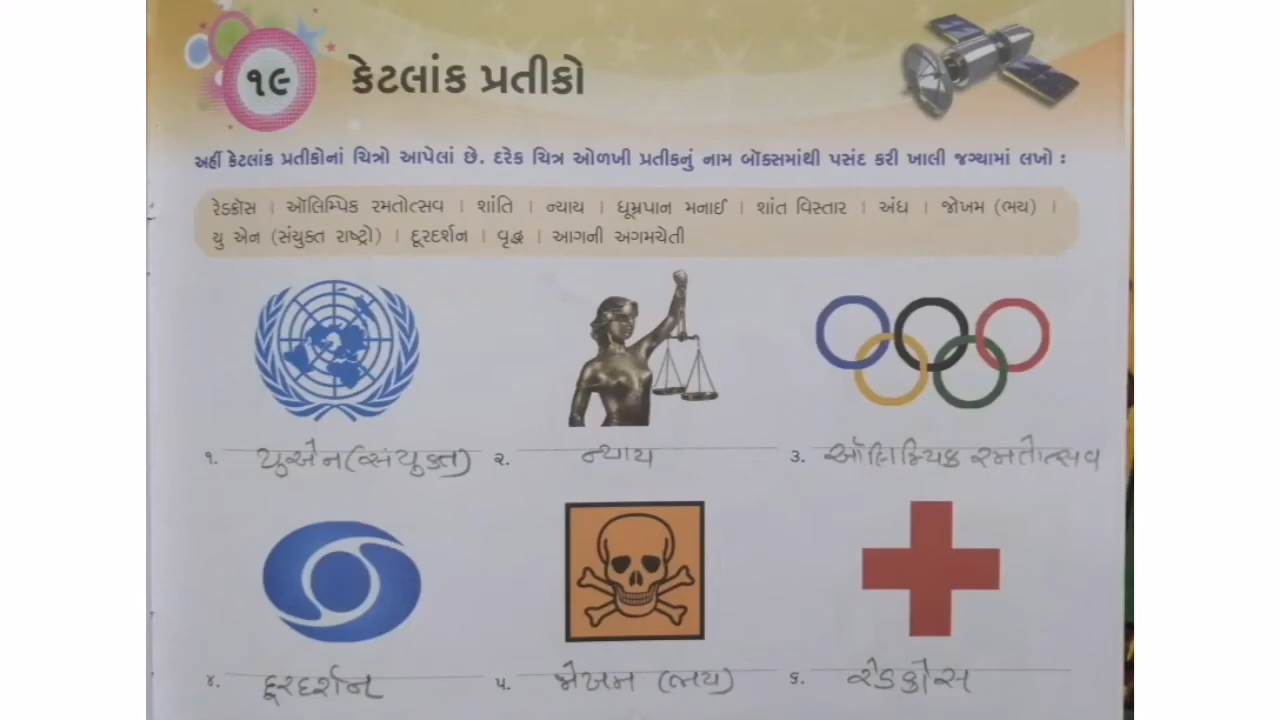 ૧૯ કેટલાંક પ્રતીકો
અહીં કેટલાંક પ્રતીકોનાં ચિત્રો આપેલાં છે. દરેક ચિત્ર ઓળખી પ્રતીકનું નામ બૉક્સમાંથી પસંદ કરી ખાલી જગ્યામાં લખો :
રેડક્રૉસ | ઑલિમ્પિક રમતોત્સવ | શાંતિ | ન્યાય | ધૂમ્રપાન મનાઈ | શાંત વિસ્તાર | અંધ | જોખમ (ભય) |
યુ એન (સંયુક્ત રાષ્ટ્રો) | દૂરદર્શન | વૃદ્ધ | આગની અગમચેતી
૧. યુએન(સંયુક્ત) ૨. ન્યાય ૩. ઑલિમ્પિક રમતોત્સવ
૪. દૂરદર્શન ૫. જોખમ (ભય) ૬. રેડક્રોસ